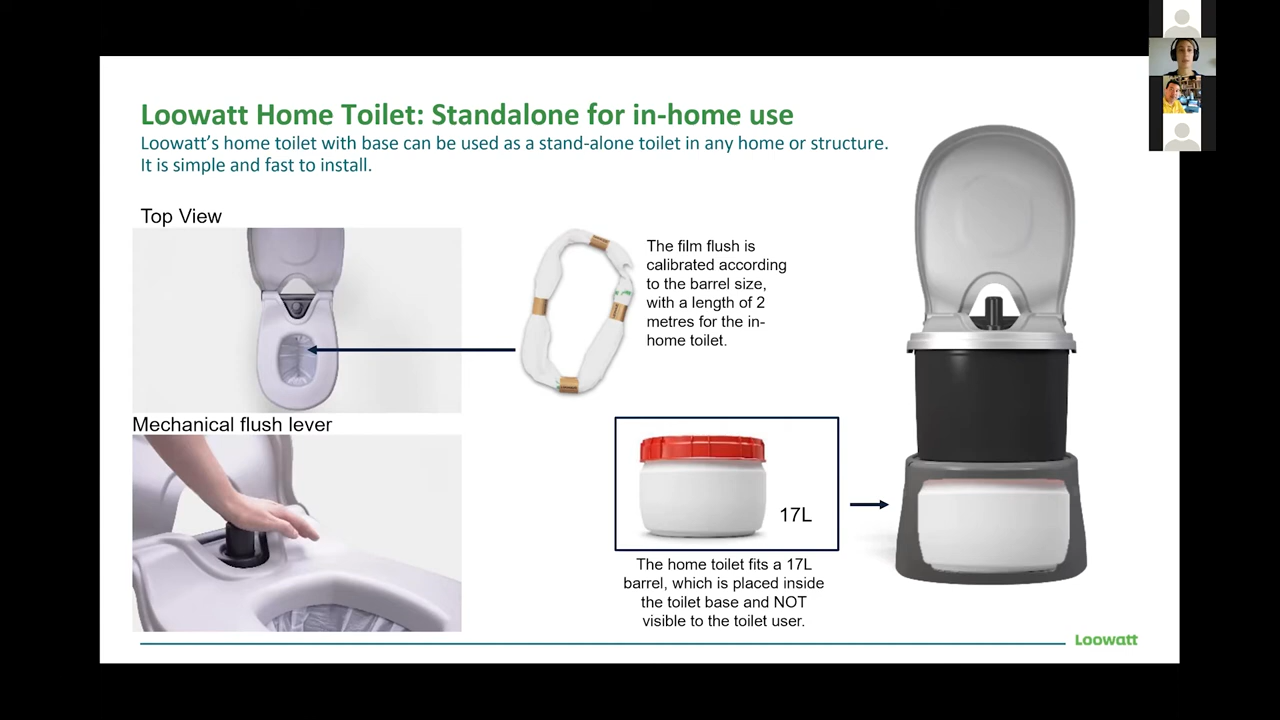 Loowatt Home Toilet: Standalone for in-home use
Loowatt's home toilet with base can be used as a stand-alone toilet in any home or structure.
It is simple and fast to install.
Top View
The film flush is
calibrated according
to the barrel size,
with a length of 2
metres for the in-
home toilet.
Mechanical flush lever
17L
The home toilet fits a 17L
barrel, which is placed inside
the toilet base and NOT
visible to the toilet user.
Loowatt